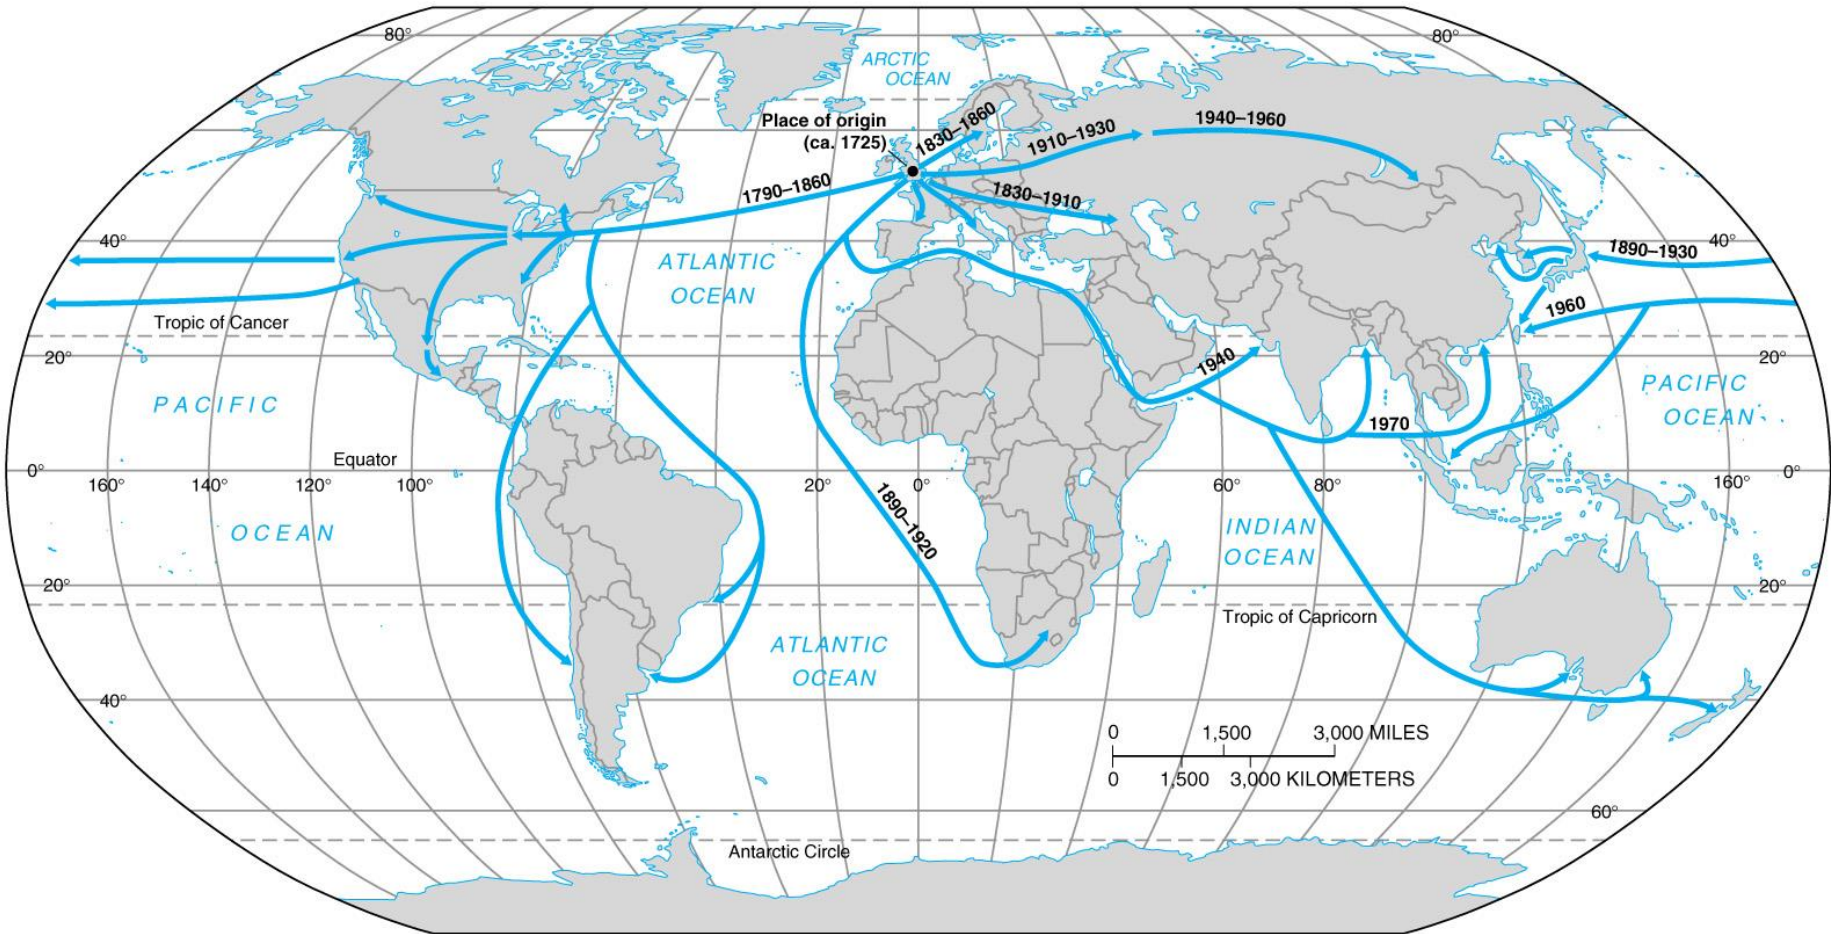 80°
80°
ARCTIC
OCEAN
Place of origin
(ca. 1725)
1830–1860
1910–1930
1940–1960
1790–1860
1830–1910
40°
40°
1890–1930
ATLANTIC
OCEAN
Tropic of Cancer
1960
20°
20°
1940
PACIFIC
PACIFIC
OCEAN
1970
Equator
0°
0°
160°
140°
120°
100°
20°
0°
60°
80°
160°
1890–1920
OCEAN
INDIAN
OCEAN
20°
20°
Tropic of Capricorn
ATLANTIC
OCEAN
40°
40°
0 1,500 3,000 MILES
0 1,500 3,000 KILOMETERS
60°
Antarctic Circle